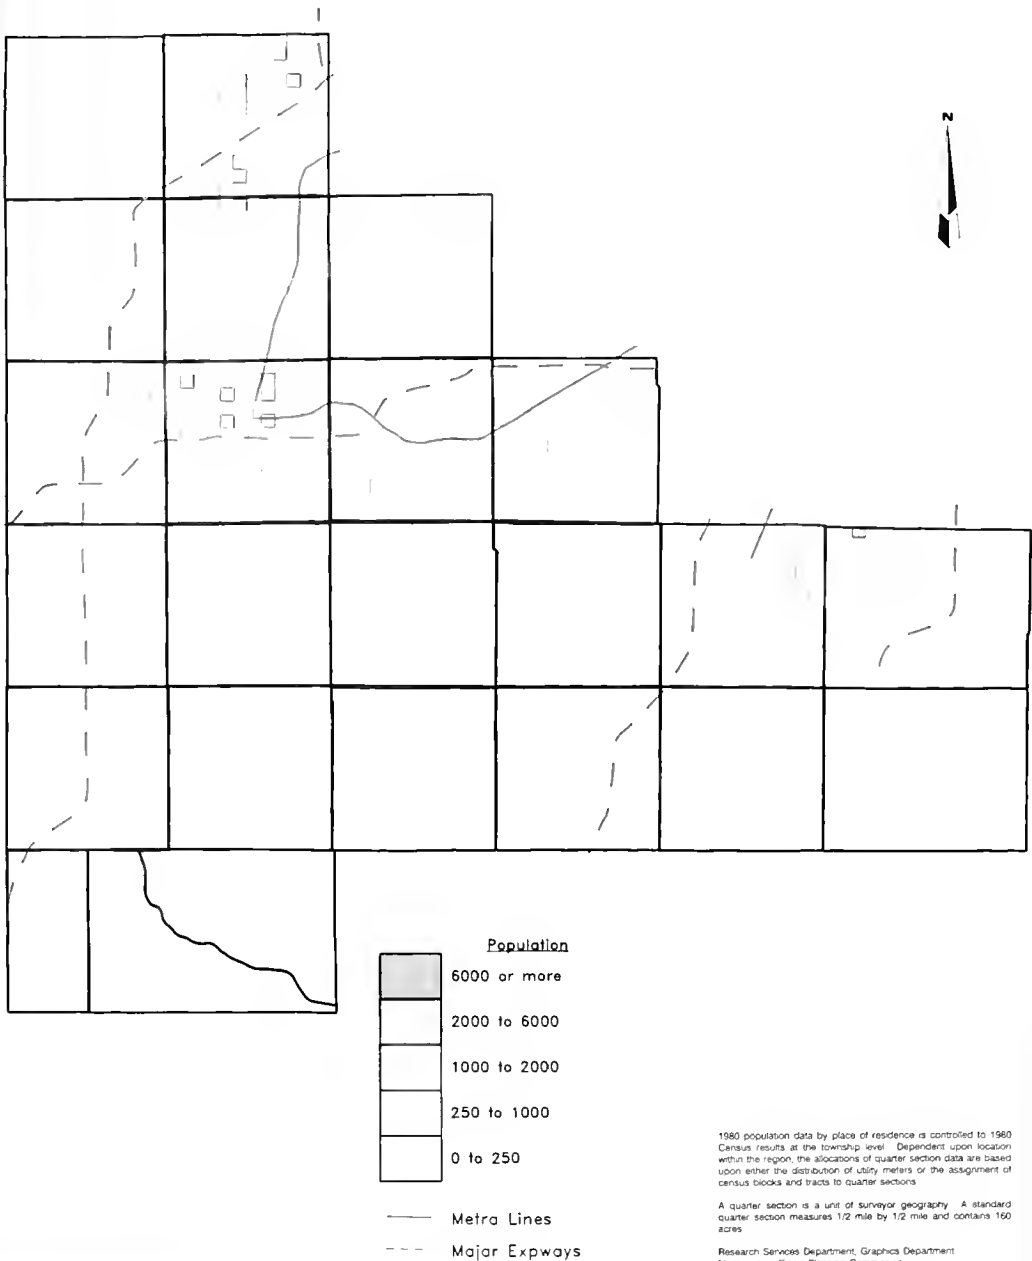 N
Population
6000 or more
2000 to 6000
1000 to 2000
250 to 1000
0 to 250
Metra Lines
Majar Expways
1980 population data by place of residence is controlled to 1980
Census results at the township level Dependent upon location
within the region, the allocations of quarter section data are based
upon either the distribution of utility meters or the assignment of
census blocks and tracts to quarter sections
A quarter section is a unit of surveyor geography A standard
quarter section measures 1/2 mile by 1/2 mile and contains 160
acres
Research Services Department, Graphics Department